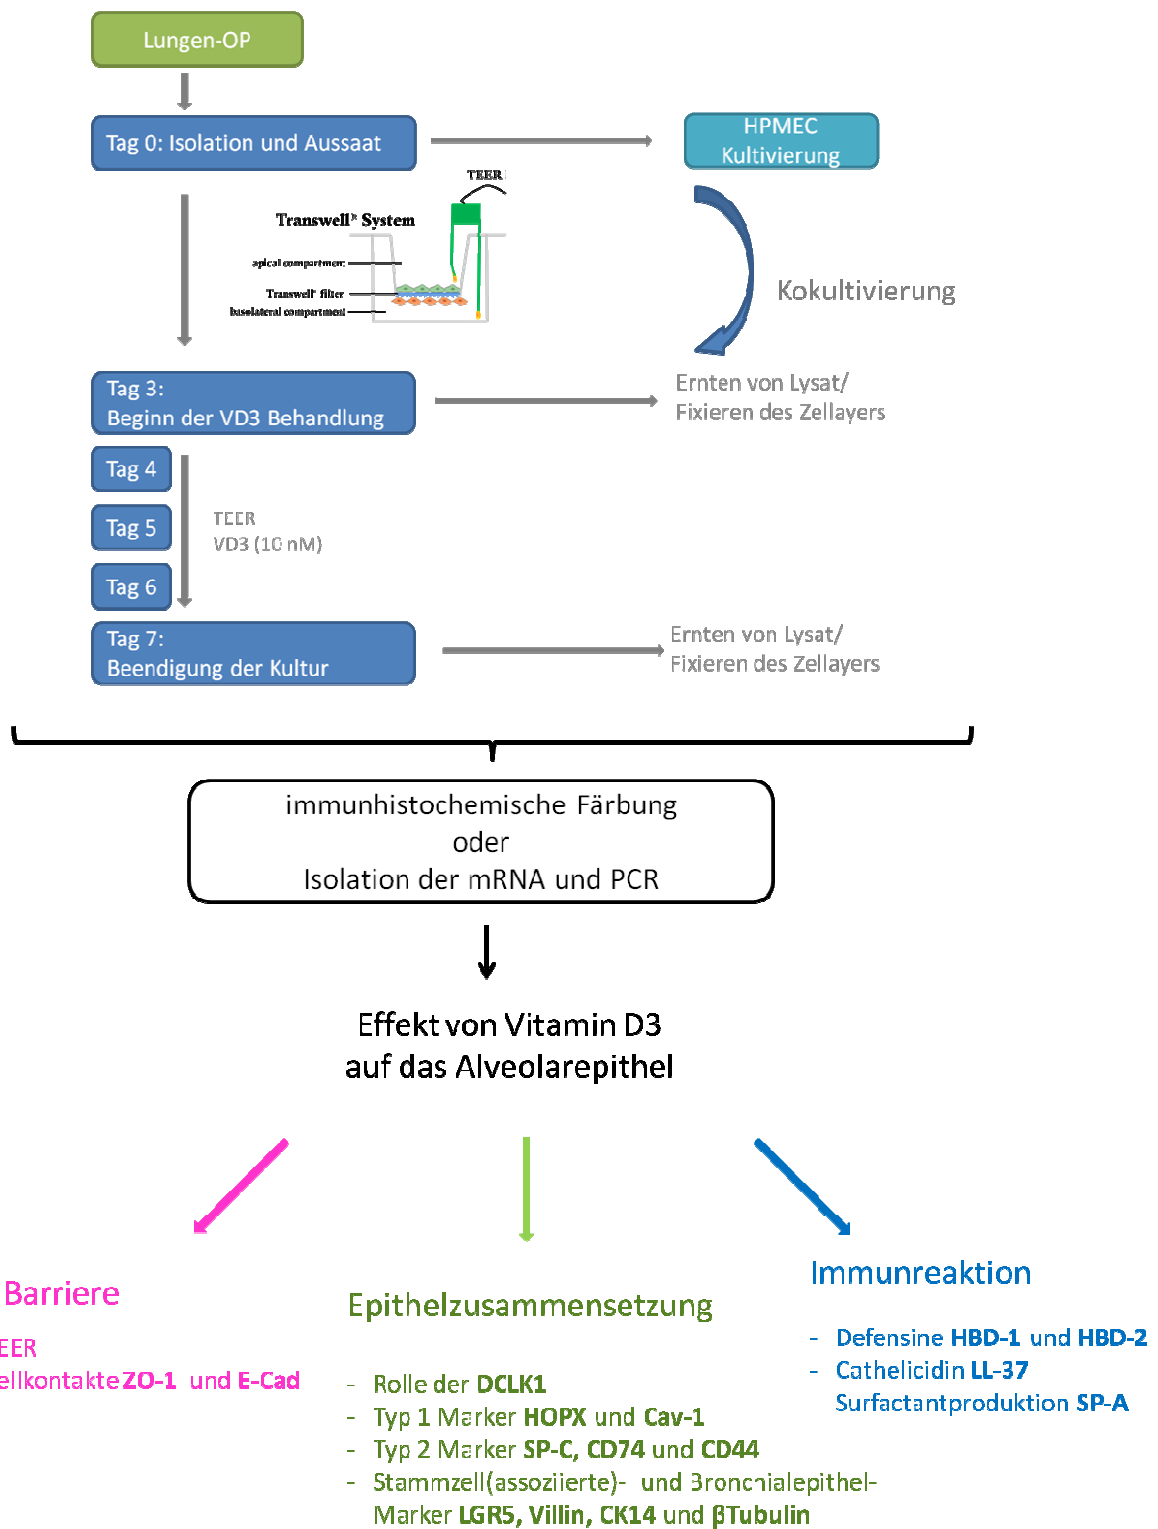 Lungen-OP
Tag 0: Isolation und Aussaat
HPMEC
Kultivierung
TEER
Transwell® System
apical compartment
Transwell® filter
basolateral compartment
Kokultivierung
Tag 3:
Beginn der VD3 Behandlung
Ernten von Lysat/
Fixieren des Zellayers
Tag 4
Tag 5
Tag 6
TEER
VD3 (10 nM)
Tag 7:
Beendigung der Kultur
Ernten von Lysat/
Fixieren des Zellayers
immunhistochemische Färbung
oder
Isolation der mRNA und PCR
Effekt von Vitamin D3
auf das Alveolarepithel
Barriere
EER
ellkontakte ZO-1 und E-Cad
Epithelzusammensetzung
- Rolle der DCLK1
- Typ 1 Marker HOPX und Cav-1
- Typ 2 Marker SP-C, CD74 und CD44
- Stammzell(assoziierte)- und Bronchialepithel-
Marker LGR5, Villin, CK14 und βTubulin
Immunreaktion
- Defensine HBD-1 und HBD-2
- Cathelicidin LL-37
Surfactantproduktion SP-A